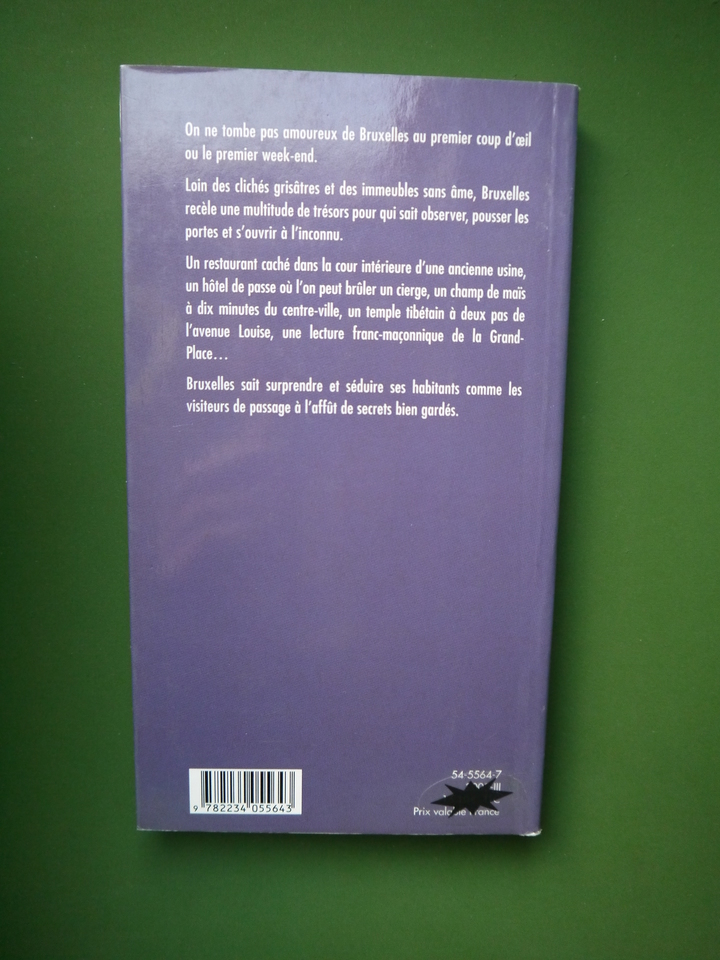 On ne tombe pas amoureux de Bruxelles au premier coup d'œil
ou le premier week-end.
Loin des clichés grisâtres et des immeubles sans âme, Bruxelles
recèle une multitude de trésors pour qui sait observer, pousser les
portes et s'ouvrir à l'inconnu.
Un restaurant caché dans la cour intérieure d'une ancienne usine,
un hôtel de passe où l'on peut brûler un cierge, un champ de maïs
à dix minutes du centre-ville, un temple tibétain à deux pas de
l'avenue Louise, une lecture franc-maçonnique de la Grand-
Place...
Bruxelles sait surprendre et séduire ses habitants comme les
visiteurs de passage à l'affût de secrets bien gardés.
9 782234 055643
54-5564-7
Prix France